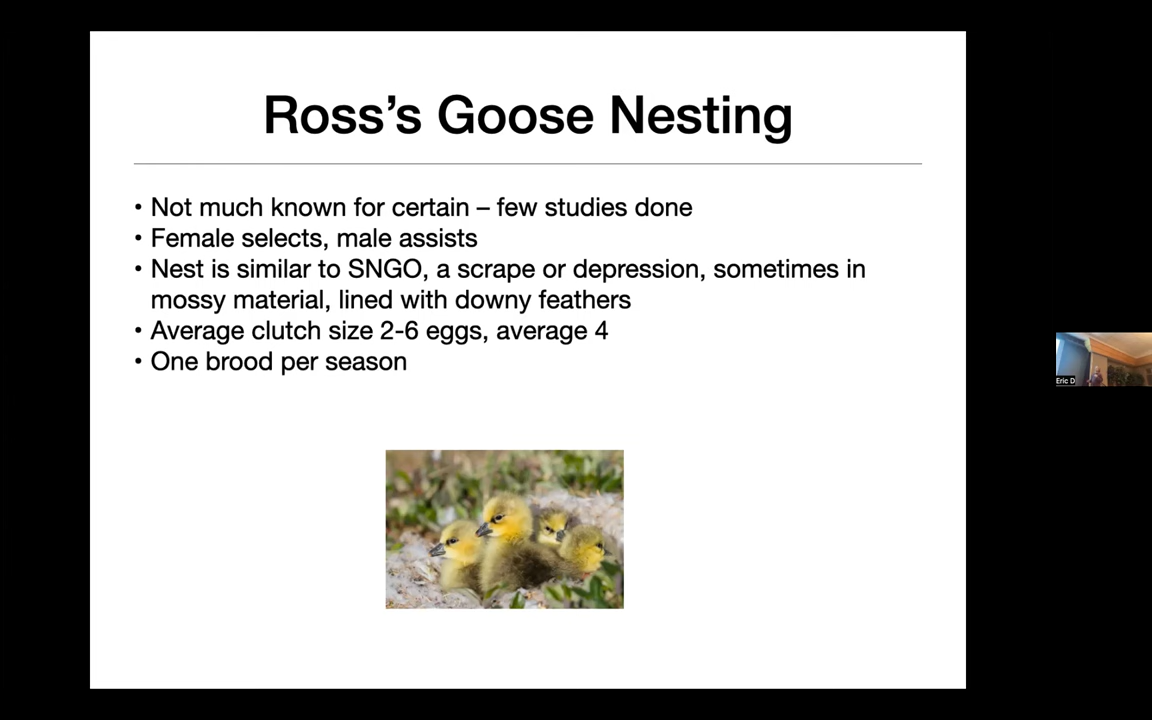 Ross’s Goose Nesting
• Not much known for certain – few studies done
• Female selects, male assists
• Nest is similar to SNGO, a scrape or depression, sometimes in
mossy material, lined with downy feathers
• Average clutch size 2-6 eggs, average 4
• One brood per season
Eric D